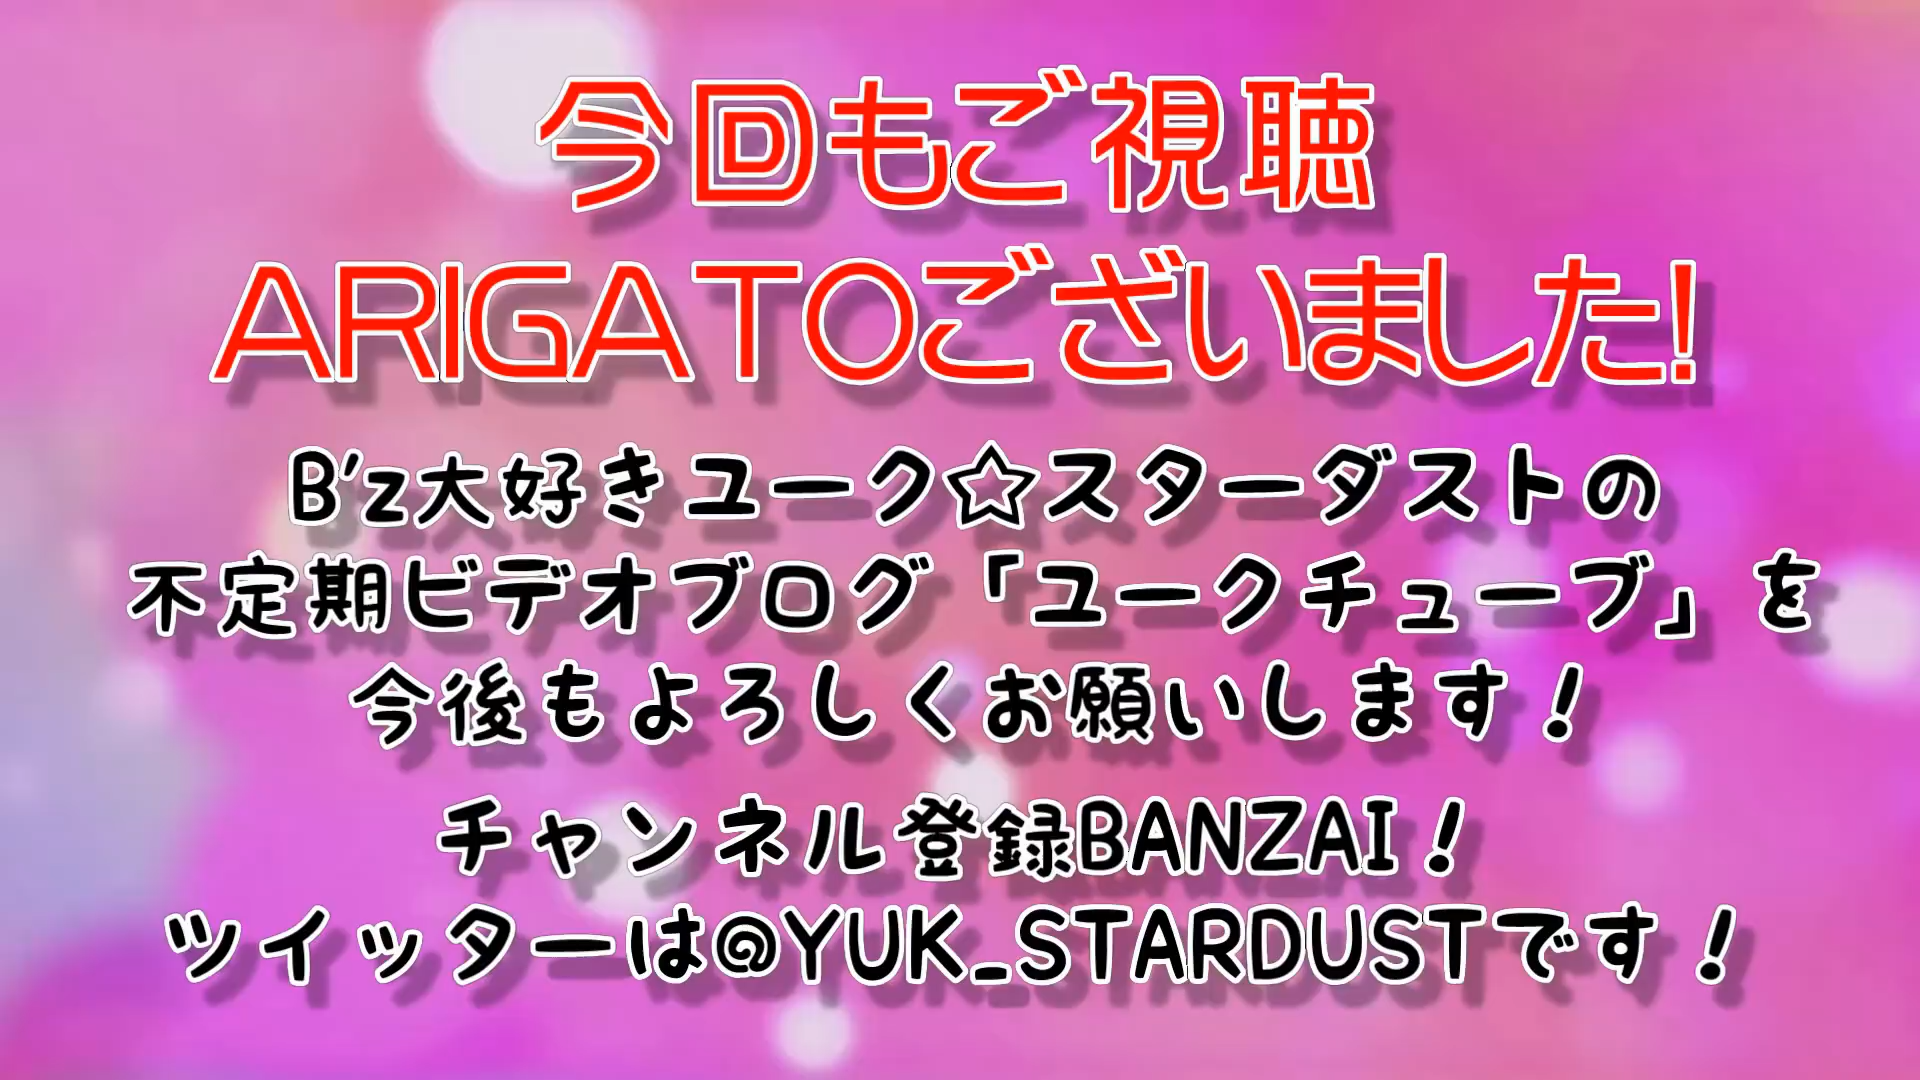 今回もご視聴
ARIGATOございました!
B'z大好きユーク☆スターダストの
不定期ビデオブログ「ユークチューブ」を
今後もよろしくお願いします！
チャンネル登録BANZAI！
ツイッターは@YUK_STARDUSTです！